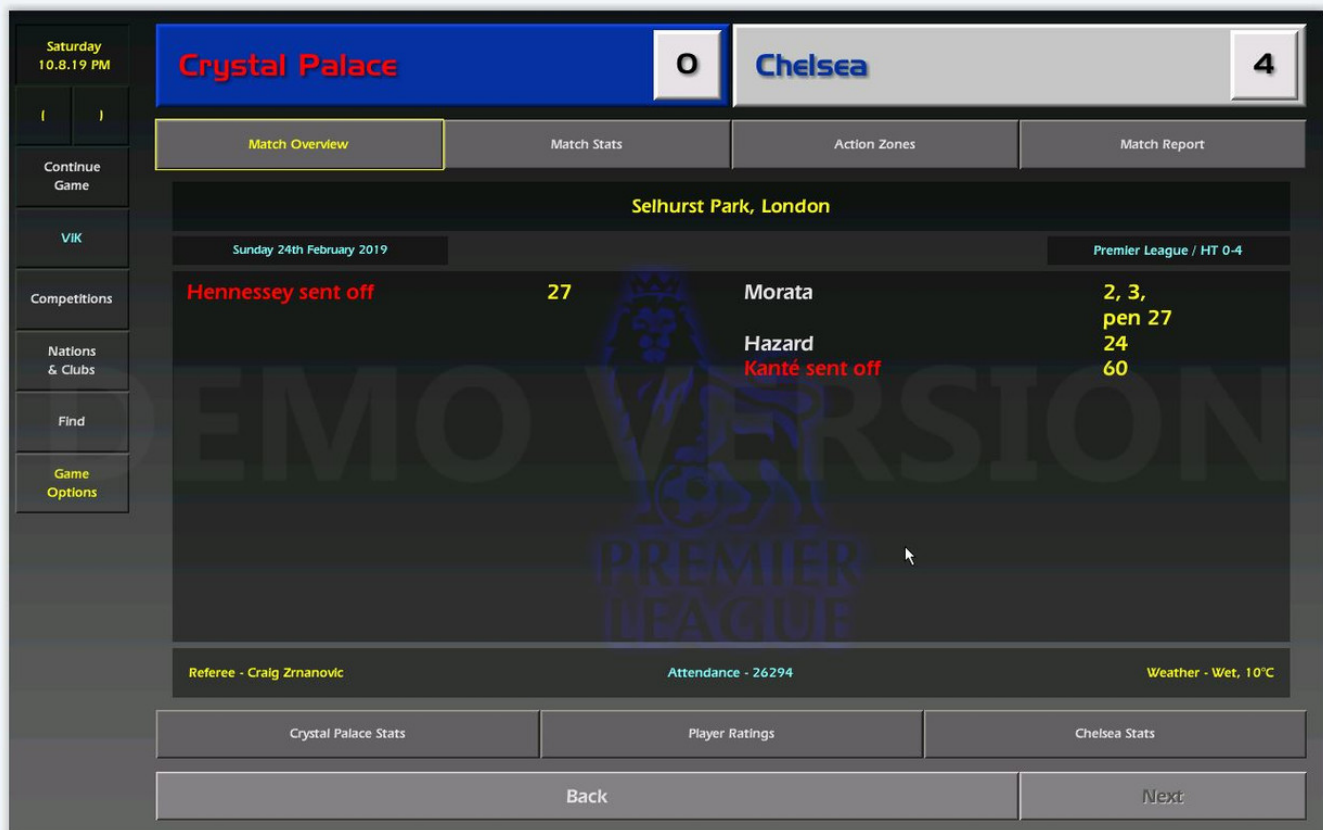 Saturday
10.8.19 PM
( )
Continue
Game
ViK
Competitions
Nations
& Clubs
Find
Game
Options
Crystal Palace 0 Chelsea 4
Match Overview Match Stats Action Zones Match Report
Selhurst Park, London
Sunday 24th February 2019 Premier League / HT 0-4
Hennessey sent off 27 Morata 2, 3,
pen 27
Hazard 24
Kanté sent off 60
DEMO VERSION
PREMIER
LEAGUE
Referee - Craig Zrnanovic Attendance - 26294 Weather - Wet, 10°C
Crystal Palace Stats Player Ratings Chelsea Stats
Back Next